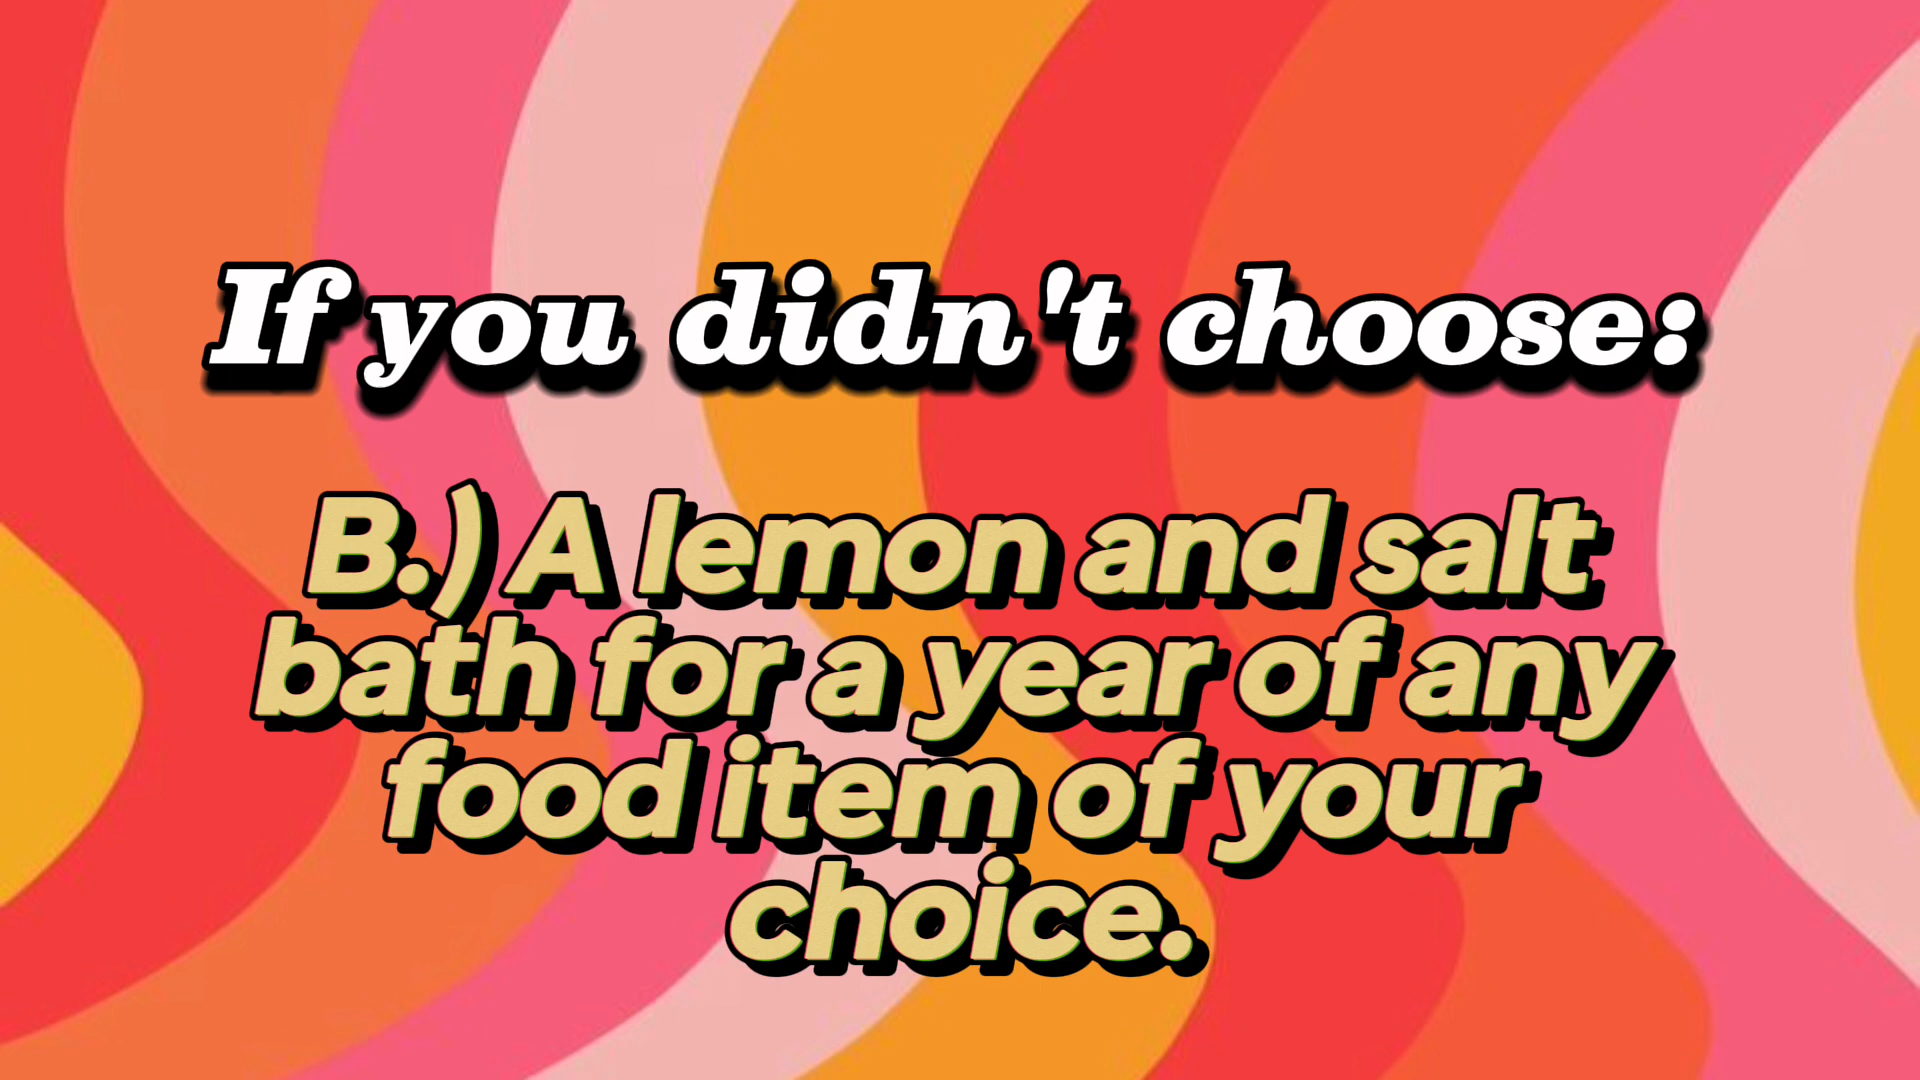 If you didn't choose:
B.) A lemon and salt
bath for a year of any
food item of your
choice.